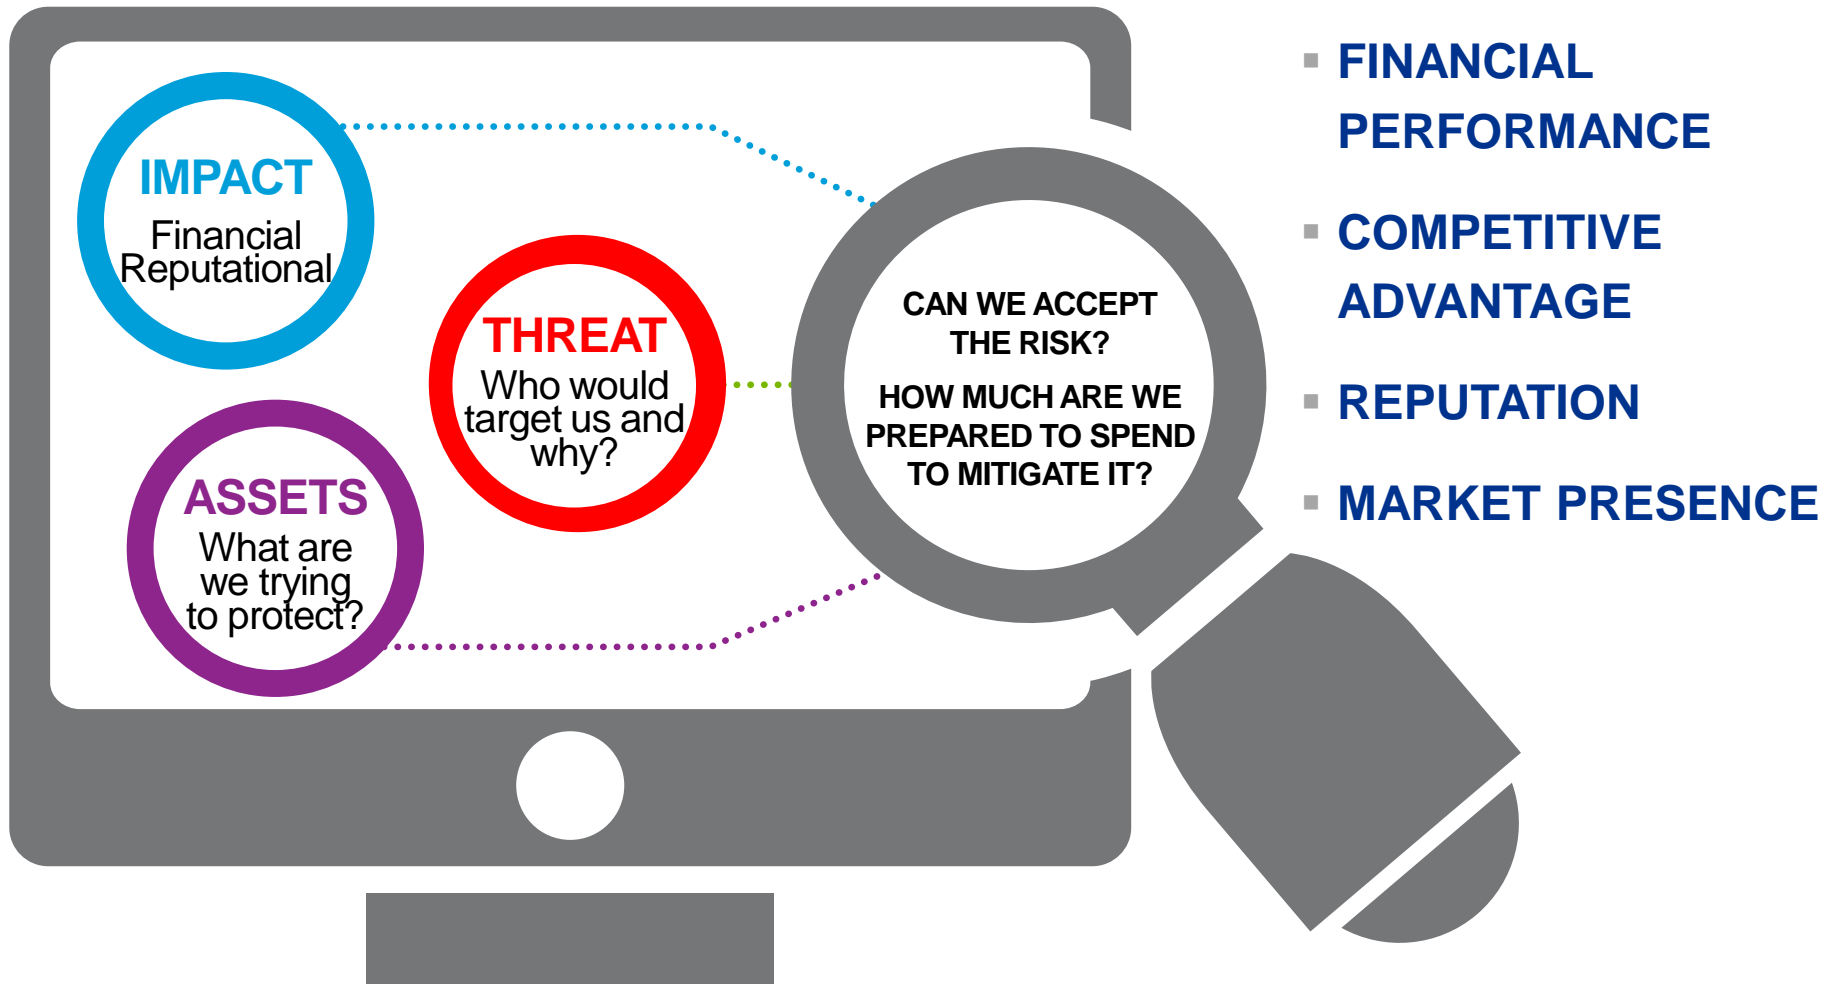 IMPACT
Financial
Reputational
THREAT
Who would
target us and
why?
ASSETS
What are
we trying
to protect?
CAN WE ACCEPT
THE RISK?
HOW MUCH ARE WE
PREPARED TO SPEND
TO MITIGATE IT?
FINANCIAL
PERFORMANCE
COMPETITIVE
ADVANTAGE
REPUTATION
MARKET PRESENCE